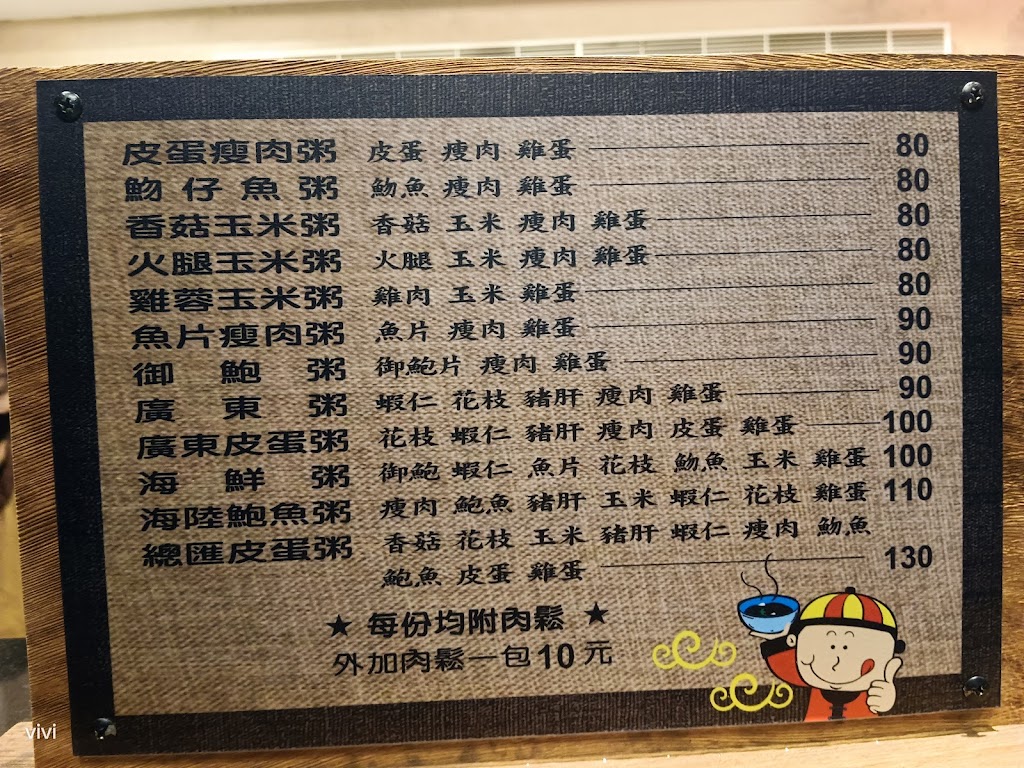 皮蛋瘦肉粥 皮蛋 瘦肉 雞蛋 80
魩仔魚粥 魩魚 瘦肉 雞蛋 80
香菇玉米粥 香菇 玉米 瘦肉 雞蛋 80
火腿玉米粥 火腿 玉米 瘦肉 雞蛋 80
雞蓉玉米粥 雞肉 玉米 雞蛋 80
魚片瘦肉粥 魚片 瘦肉 雞蛋 90
御鮑粥 御鮑片 瘦肉 雞蛋 90
廣東粥 蝦仁 花枝 豬肝 瘦肉 雞蛋 90
廣東皮蛋粥 花枝 蝦仁 豬肝 瘦肉 皮蛋 雞蛋 100
海鮮粥 御鮑 蝦仁 魚片 花枝 魩魚 玉米 雞蛋 100
海陸鮑魚粥 瘦肉 鮑魚 豬肝 玉米 蝦仁 花枝 雞蛋 110
總匯皮蛋粥 香菇 花枝 玉米 豬肝 蝦仁 瘦肉 魩魚
鮑魚 皮蛋 雞蛋 130
★ 每份均附肉鬆 ★
外加肉鬆一包10元
vivi